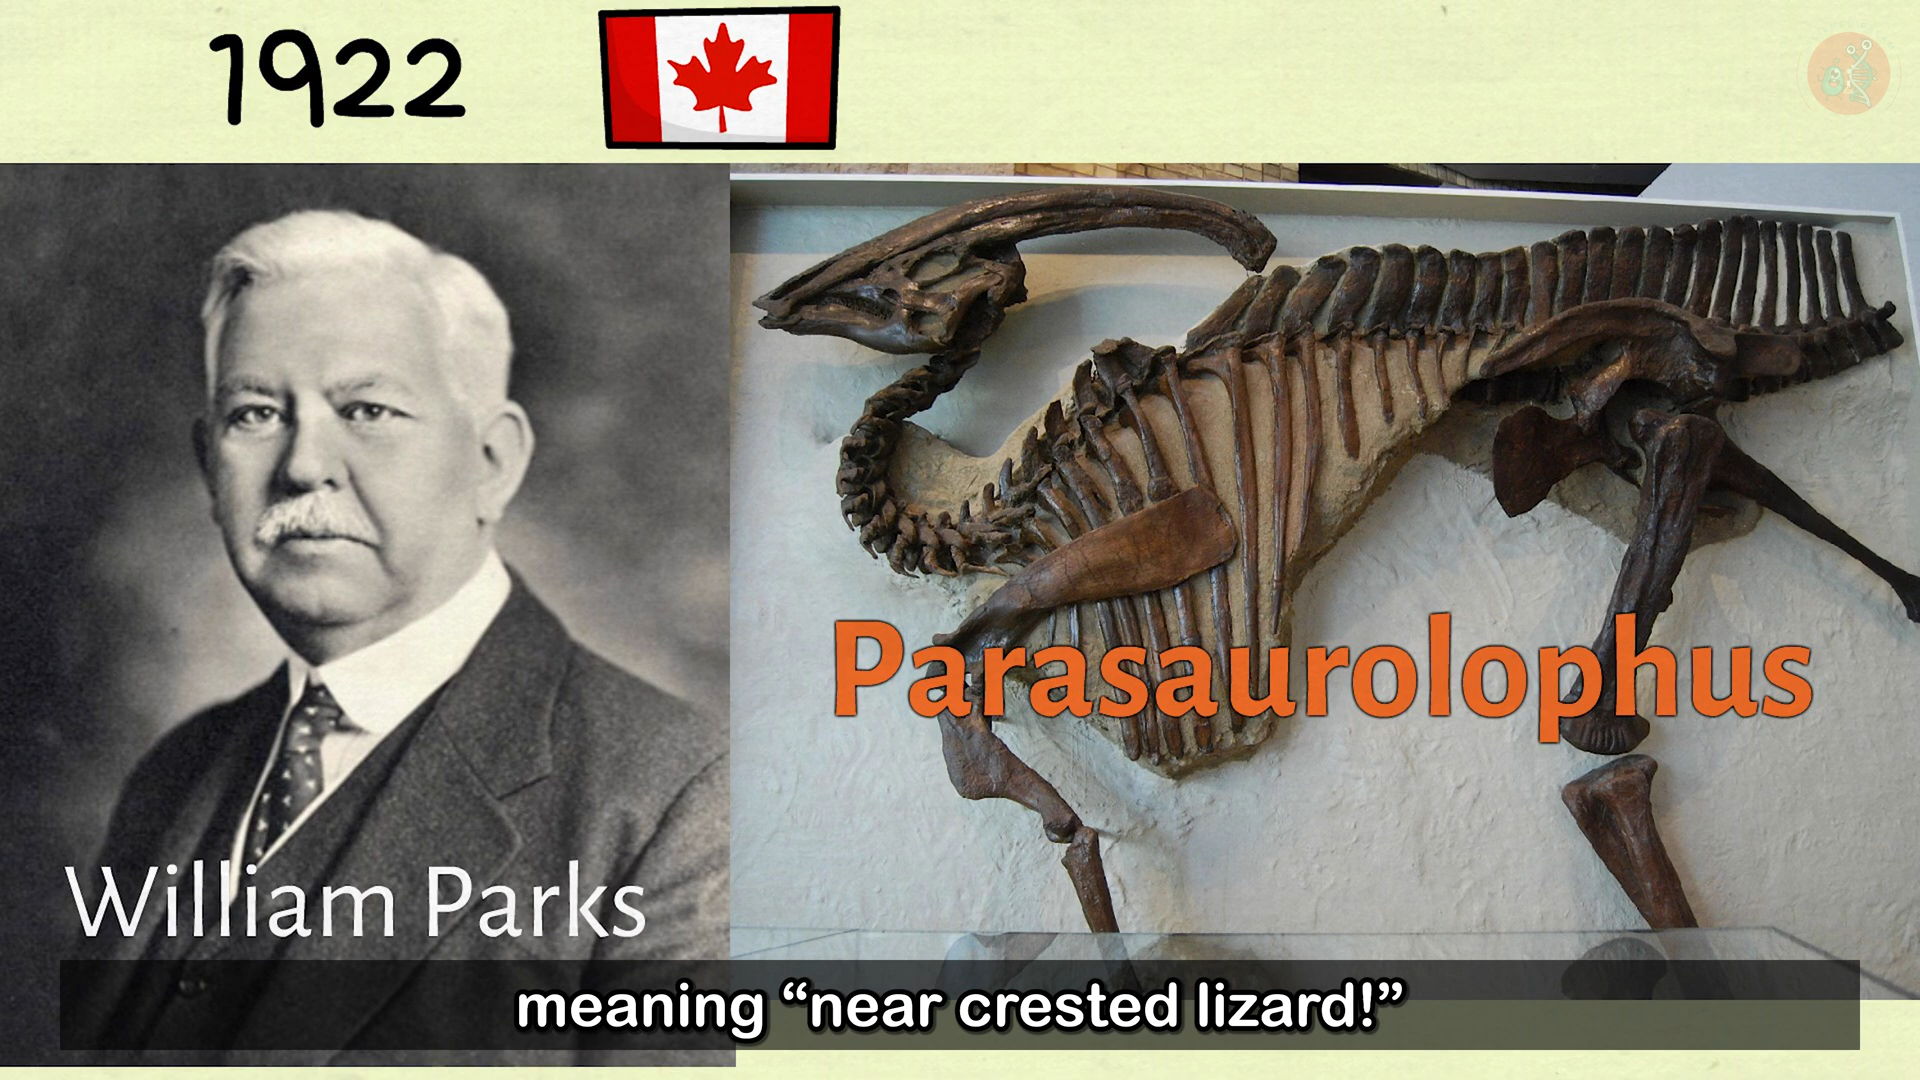 1922
William Parks
Parasaurolophus
meaning “near crested lizard!”